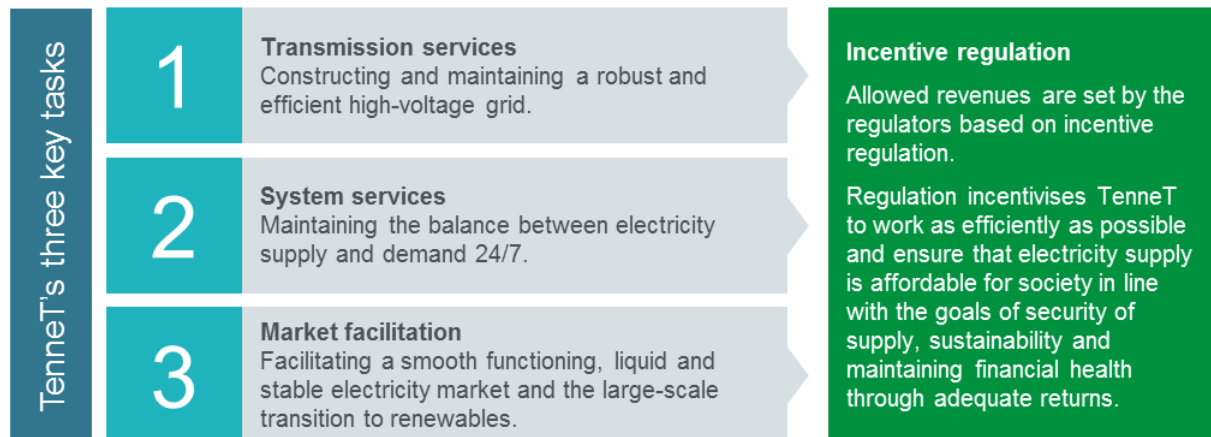 TenneT's three key tasks
1
Transmission services
Constructing and maintaining a robust and
efficient high-voltage grid.
2
System services
Maintaining the balance between electricity
supply and demand 24/7.
3
Market facilitation
Facilitating a smooth functioning, liquid and
stable electricity market and the large-scale
transition to renewables.
Incentive regulation
Allowed revenues are set by the
regulators based on incentive
regulation.
Regulation incentivises TenneT
to work as efficiently as possible
and ensure that electricity supply
is affordable for society in line
with the goals of security of
supply, sustainability and
maintaining financial health
through adequate returns.